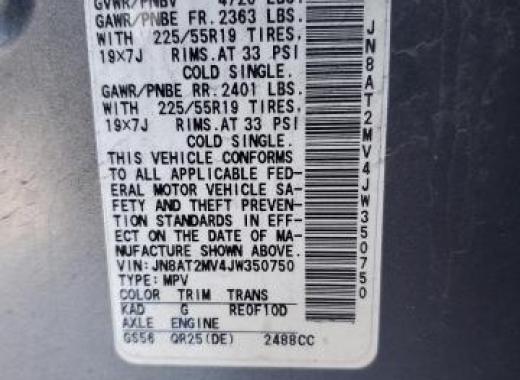 GVWR/PNBV 4720 LBS.
GAWR/PNBE FR. 2363 LBS.
WITH 225/55R19 TIRES,
19X7J RIMS. AT 33 PSI
COLD SINGLE.
GAWR/PNBE RR. 2401 LBS.
WITH 225/55R19 TIRES,
19X7J RIMS. AT 33 PSI
COLD SINGLE.
THIS VEHICLE CONFORMS
TO ALL APPLICABLE FED-
ERAL MOTOR VEHICLE SA-
FETY AND THEFT PREVEN-
TION STANDARDS IN EFF-
ECT ON THE DATE OF MA-
NUFACTURE SHOWN ABOVE.
VIN: JN8AT2MV4JW350750
TYPE: MPV
COLOR TRIM TRANS
KAD G RE0F10D
AXLE ENGINE
GS56 QR25(DE) 2488CC
JN8AT2MV4JW350750